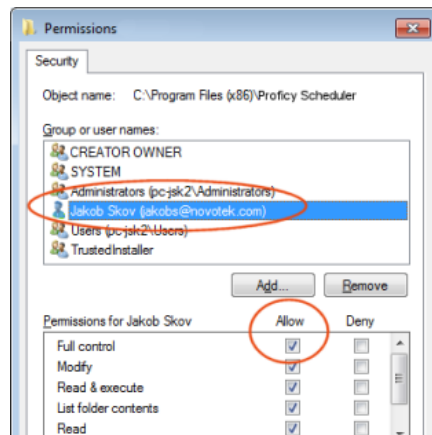 Permissions
Security
Object name: C:\Program Files (x86)\Proficy Scheduler
Group or user names:
CREATOR OWNER
SYSTEM
Administrators (pc-jsk2\Administrators)
Jakob Skov (jakobs@novotek.com)
Users (pc-jsk2\Users)
TrustedInstaller
Add... Remove
Permissions for Jakob Skov Allow Deny
Full control
Modify
Read & execute
List folder contents
Read